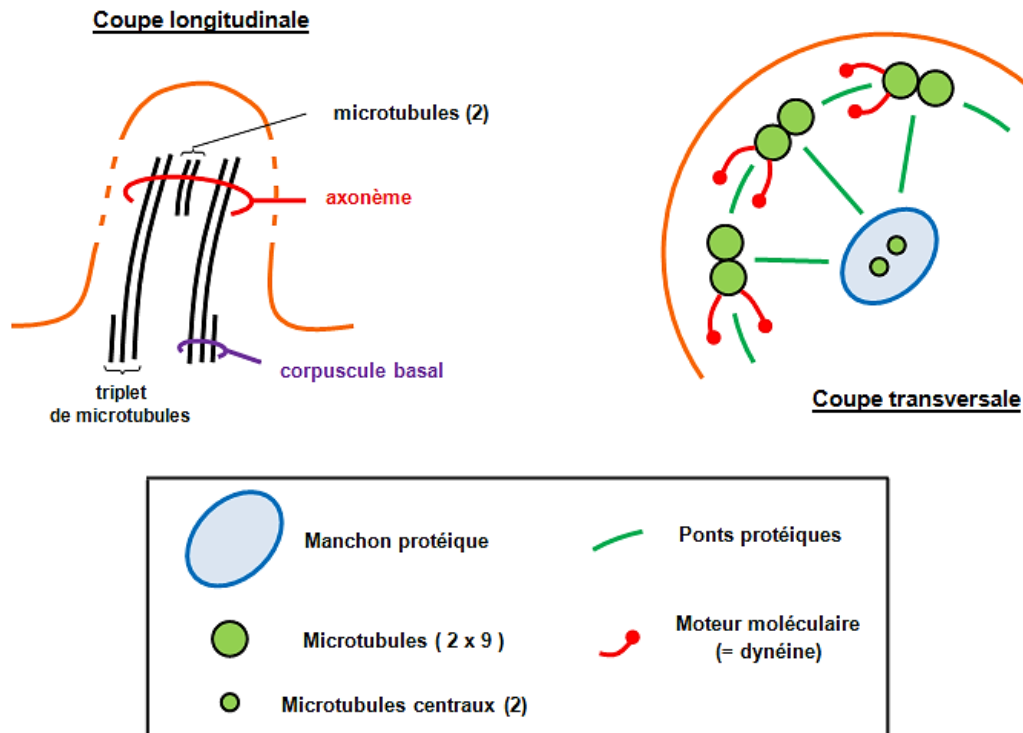 Coupe longitudinale
microtubules (2)
axonème
corpuscule basal
triplet
de microtubules
Coupe transversale
Manchon protéique
Ponts protéiques
Microtubules ( 2 x 9 )
Moteur moléculaire
(= dynéine)
Microtubules centraux (2)